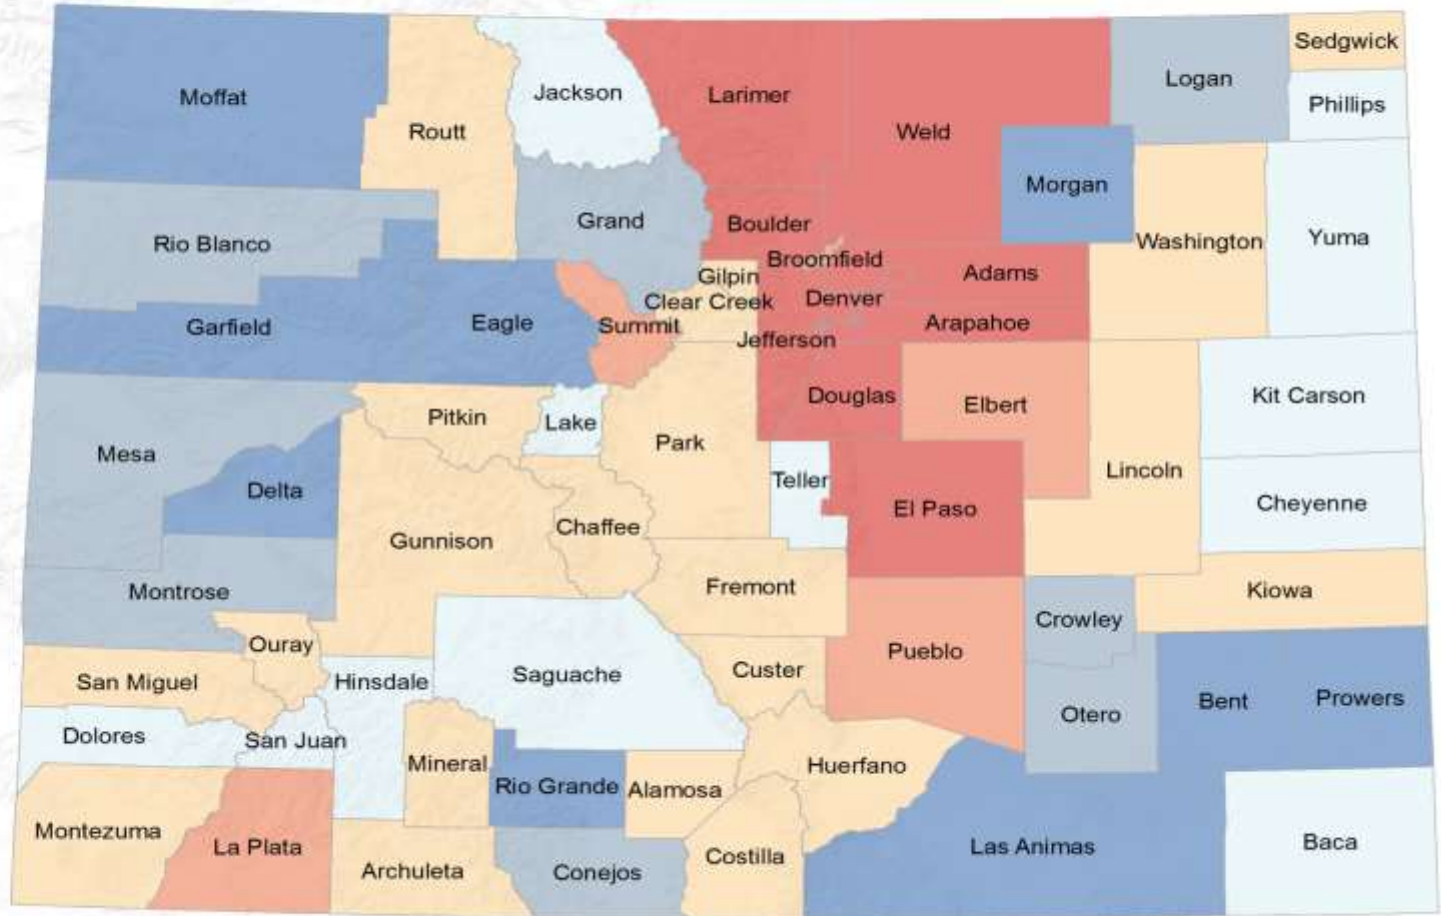 Sedgwick
Logan
Moffat
Jackson
Larimer
Phillips
Routt
Weld
Morgan
Grand
Boulder
Rio Blanco
Washington
Yuma
Broomfield
Gilpin
Adams
Clear Creek
Denver
Garfield
Eagle
Summit
Arapahoe
Jefferson
Douglas
Kit Carson
Elbert
Pitkin
Lake
Park
Mesa
Lincoln
Teller
Delta
Cheyenne
El Paso
Chaffee
Gunnison
Fremont
Montrose
Kiowa
Crowley
Ouray
Pueblo
Custer
Saguache
San Miguel
Hinsdale
Bent
Prowers
Otero
Dolores
San Juan
Mineral
Huerfano
Rio Grande
Alamosa
Montezuma
La Plata
Las Animas
Baca
Costilla
Archuleta
Conejos